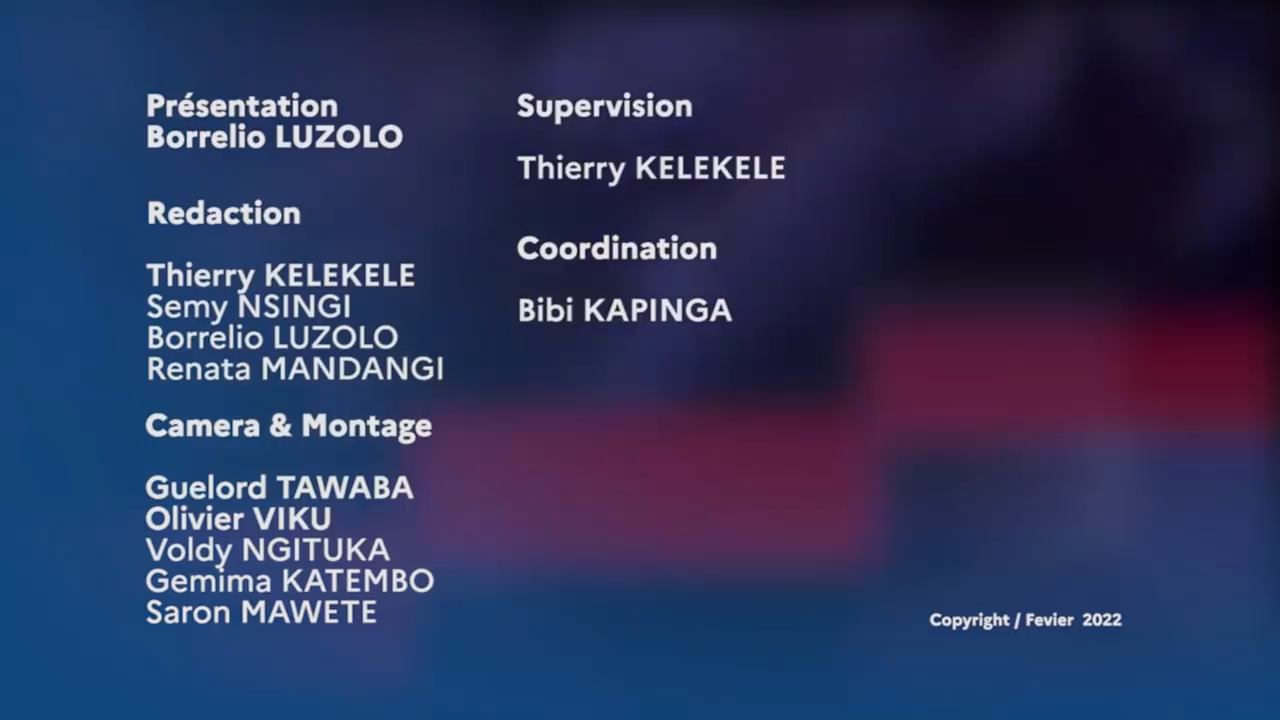 Présentation
Borrelio LUZOLO
Redaction
Thierry KELEKELE
Semy NSINGI
Borrelio LUZOLO
Renata MANDANGI
Camera & Montage
Guelord TAWABA
Olivier VIKU
Voldy NGITUKA
Gemima KATEMBO
Saron MAWETE
Supervision
Thierry KELEKELE
Coordination
Bibi KAPINGA
Copyright / Fevier 2022